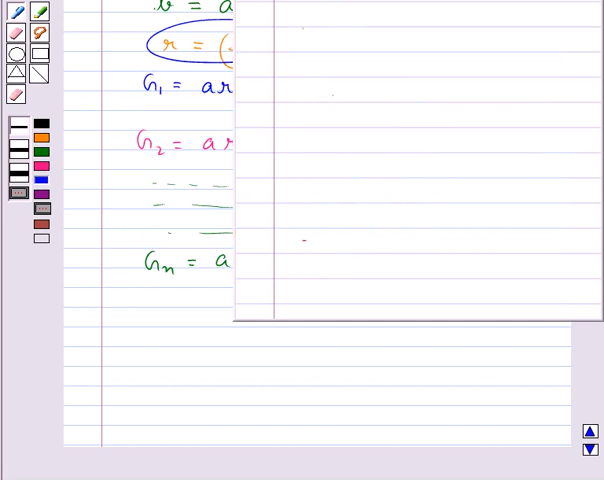 b = a
r = (
G₁ = ar
G₂ = ar
Gₙ = a